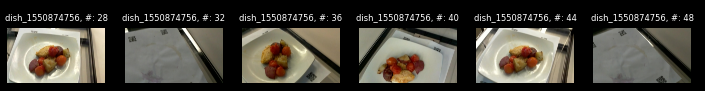 dish_1550874756, #: 28
dish_1550874756, #: 32
dish_1550874756, #: 36
dish_1550874756, #: 40
dish_1550874756, #: 44
dish_1550874756, #: 48